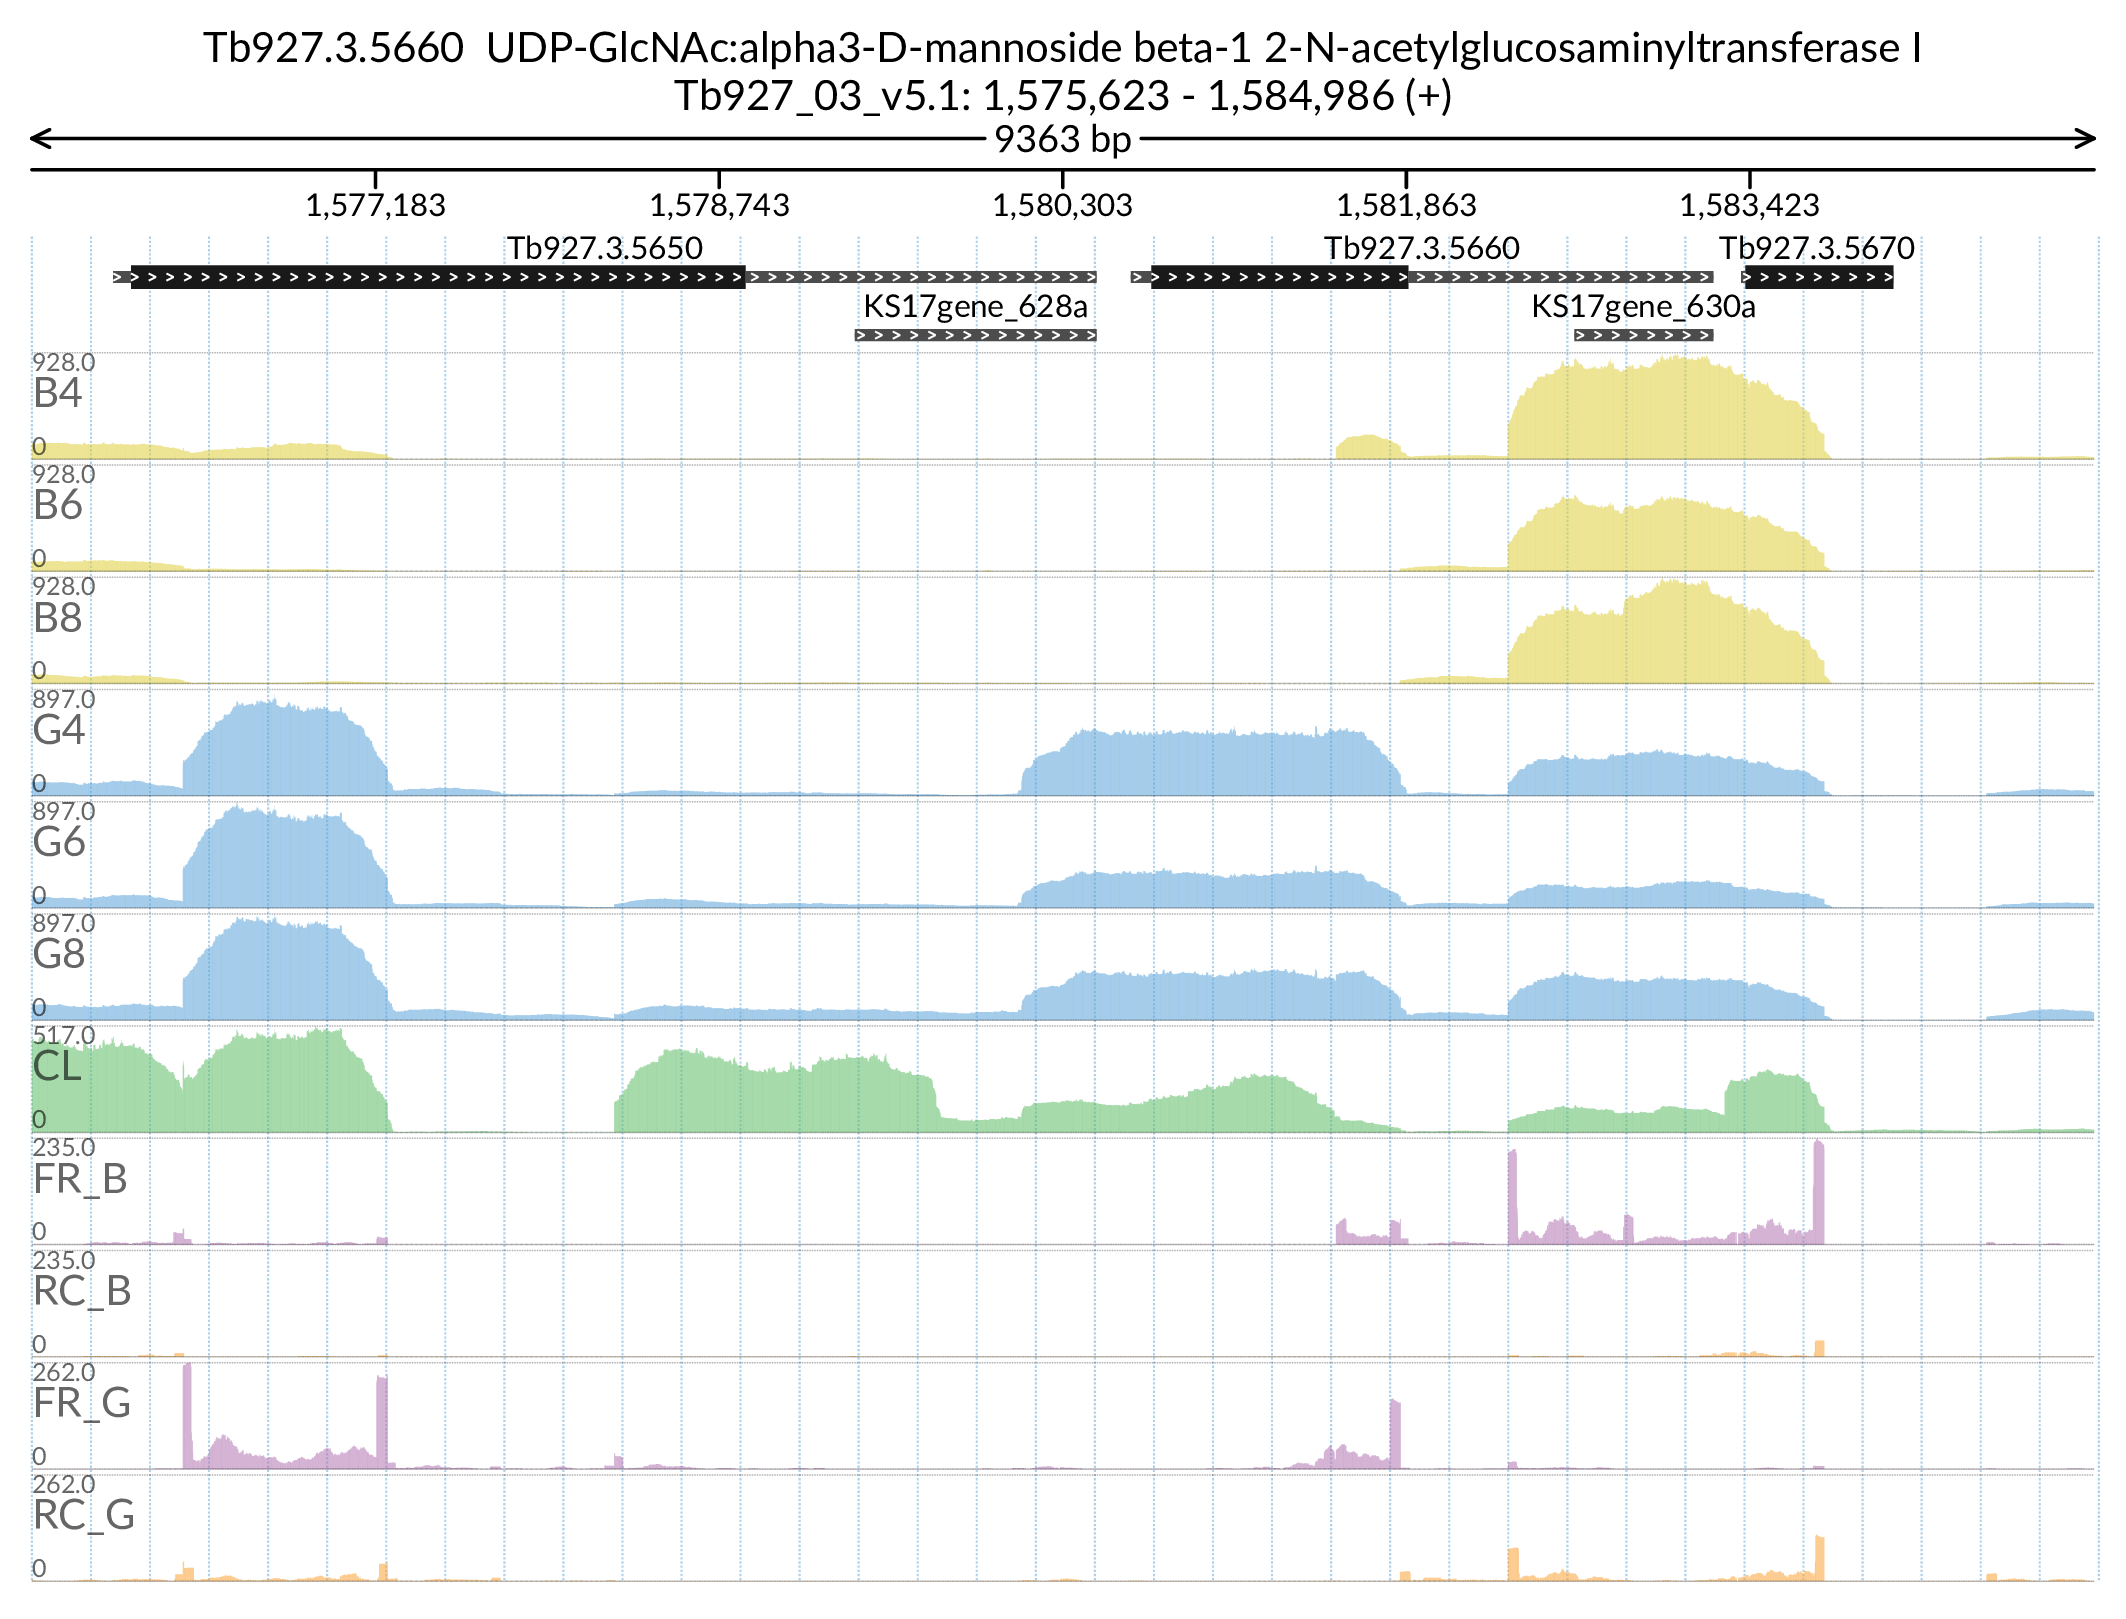 Tb927.3.5660  UDP-GlcNAc:alpha3-D-mannoside beta-1 2-N-acetylglucosaminyltransferase I
Tb927_03_v5.1: 1,575,623 - 1,584,986 (+)
9363 bp
1,577,183 1,578,743 1,580,303 1,581,863 1,583,423
Tb927.3.5650 Tb927.3.5660 Tb927.3.5670
KS17gene_628a KS17gene_630a
928.0
B4
0
928.0
B6
0
928.0
B8
0
897.0
G4
0
897.0
G6
0
897.0
G8
0
517.0
CL
0
235.0
FR_B
0
235.0
RC_B
0
262.0
FR_G
0
262.0
RC_G
0